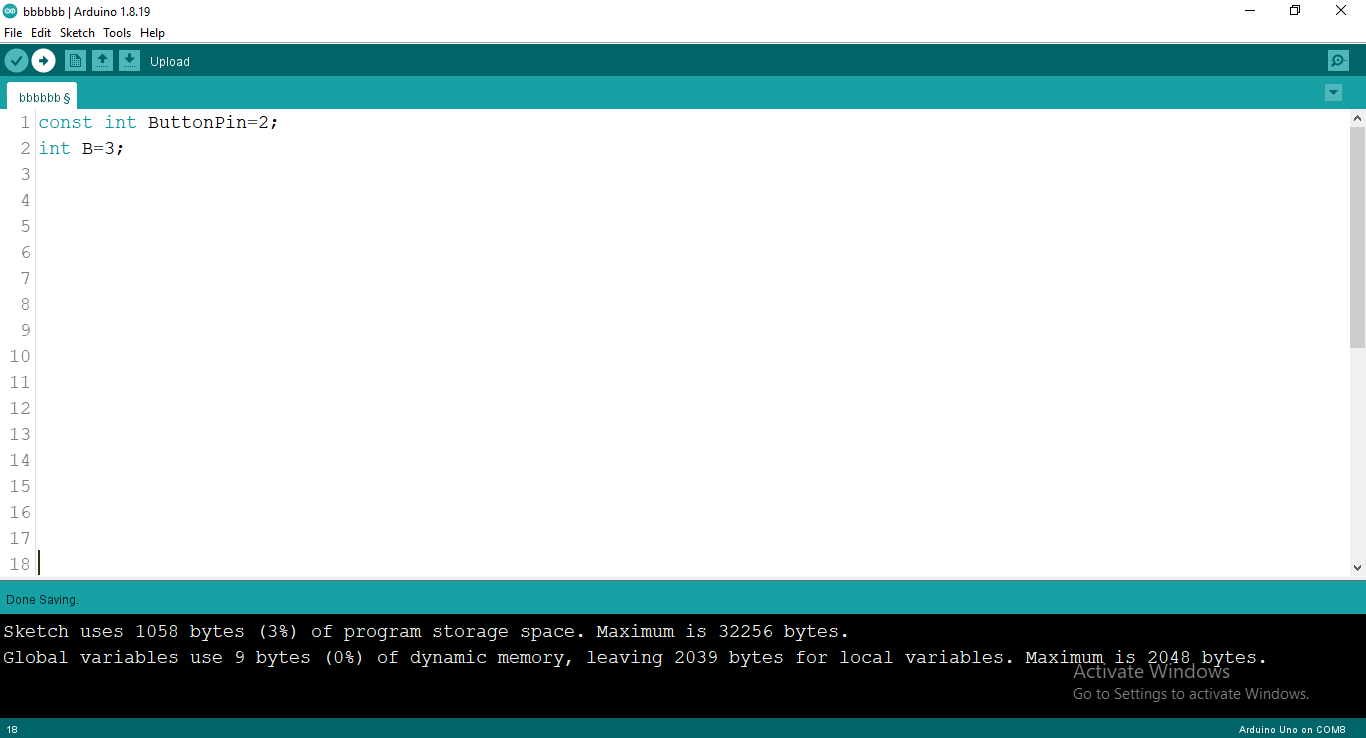 bbbbbb | Arduino 1.8.19
File Edit Sketch Tools Help
Upload
bbbbbb §
1 const int ButtonPin=2;
2 int B=3;
3
4
5
6
7
8
9
10
11
12
13
14
15
16
17
18
Done Saving.
Sketch uses 1058 bytes (3%) of program storage space. Maximum is 32256 bytes.
Global variables use 9 bytes (0%) of dynamic memory, leaving 2039 bytes for local variables. Maximum is 2048 bytes.
Activate Windows
Go to Settings to activate Windows.
18 Arduino Uno on COM8